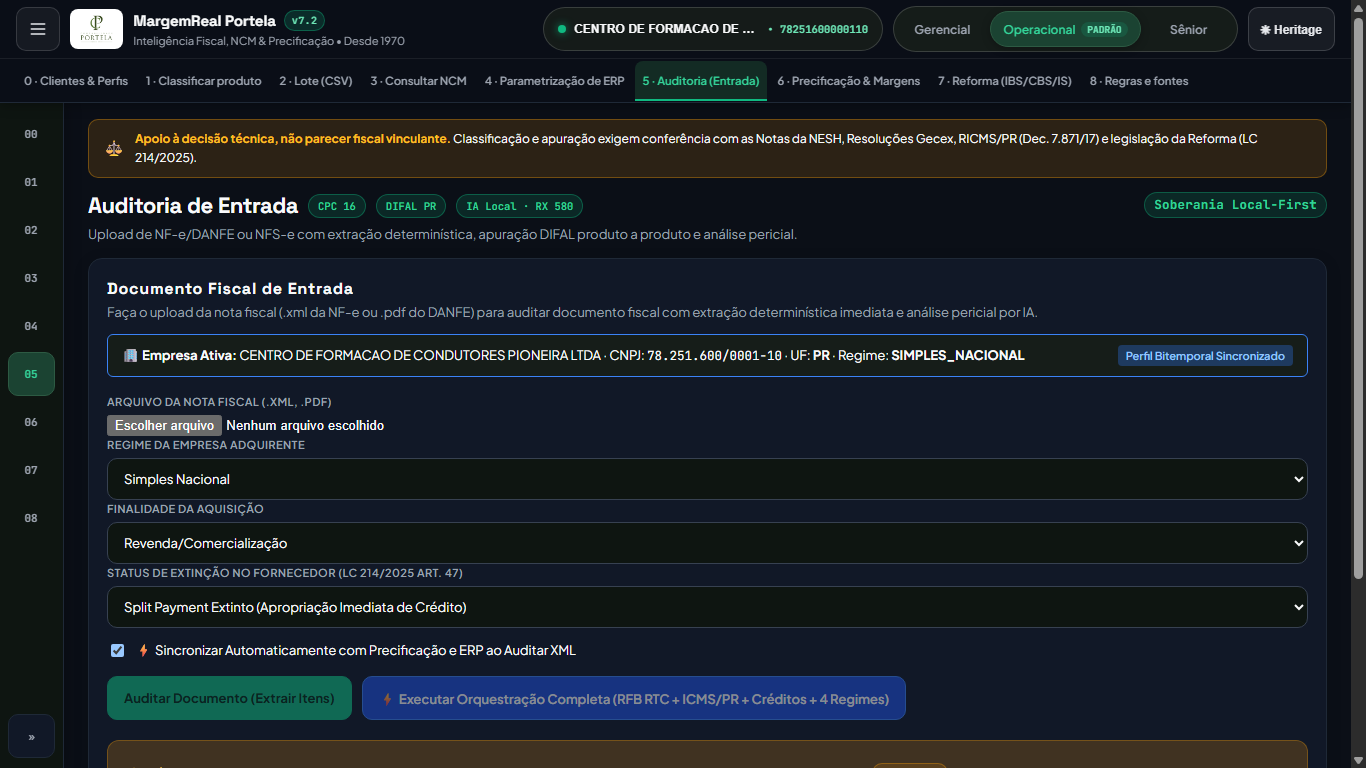 PORTELA
MargemReal Portela v7.2
Inteligência Fiscal, NCM & Precificação • Desde 1970
CENTRO DE FORMACAO DE ... • 78251600000110
Gerencial Operacional PADRÃO Sênior
Heritage
0 · Clientes & Perfis 1 · Classificar produto 2 · Lote (CSV) 3 · Consultar NCM 4 · Parametrização de ERP 5 · Auditoria (Entrada) 6 · Precificação & Margens 7 · Reforma (IBS/CBS/IS) 8 · Regras e fontes
00
01
02
03
04
05
06
07
08
»
Apoio à decisão técnica, não parecer fiscal vinculante. Classificação e apuração exigem conferência com as Notas da NESH, Resoluções Gecex, RICMS/PR (Dec. 7.871/17) e legislação da Reforma (LC
214/2025).
Auditoria de Entrada CPC 16 DIFAL PR IA Local · RX 580 Soberania Local-First
Upload de NF-e/DANFE ou NFS-e com extração determinística, apuração DIFAL produto a produto e análise pericial.
Documento Fiscal de Entrada
Faça o upload da nota fiscal (.xml da NF-e ou .pdf do DANFE) para auditar documento fiscal com extração determinística imediata e análise pericial por IA.
Empresa Ativa: CENTRO DE FORMACAO DE CONDUTORES PIONEIRA LTDA · CNPJ: 78.251.600/0001-10 · UF: PR · Regime: SIMPLES_NACIONAL Perfil Bitemporal Sincronizado
ARQUIVO DA NOTA FISCAL (.XML, .PDF)
Escolher arquivo Nenhum arquivo escolhido
REGIME DA EMPRESA ADQUIRENTE
Simples Nacional
FINALIDADE DA AQUISIÇÃO
Revenda/Comercialização
STATUS DE EXTINÇÃO NO FORNECEDOR (LC 214/2025 ART. 47)
Split Payment Extinto (Apropriação Imediata de Crédito)
Sincronizar Automaticamente com Precificação e ERP ao Auditar XML
Auditar Documento (Extrair Itens) Executar Orquestração Completa (RFB RTC + ICMS/PR + Créditos + 4 Regimes)